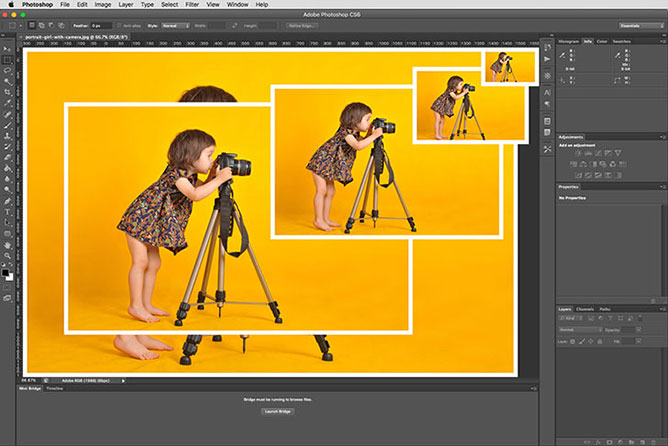 Photoshop File Edit Image Layer Type Select Filter View Window Help
Adobe Photoshop CS6
Feather: 0 px Anti-alias Style: Normal Width: Height: Refine Edge... Essentials
portrait-girl-with-camera.jpg @ 66.7% (RGB/8*)
Histogram Info Color Swatches
R :
G :
B :
8-bit
X :
Y :
W :
H :
Adjustments
Add an adjustment
Properties
No Properties
Layers Channels Paths
Kind
Normal Opacity:
Lock: Fill:
66.67% Adobe RGB (1998) (8bpc)
Mini Bridge Timeline
Bridge must be running to browse files.
Launch Bridge